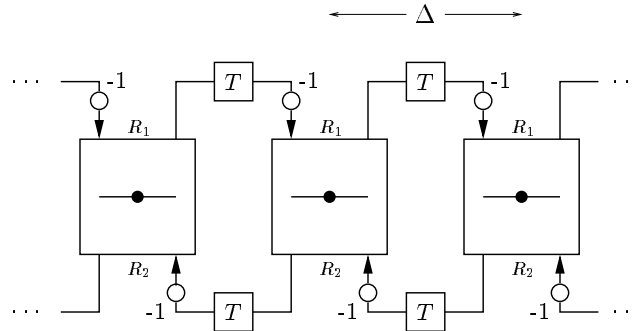 Δ
-1 T -1 T -1
... ...
R₁ R₁ R₁
R₂ R₂ R₂
... -1 T -1 T -1 ...